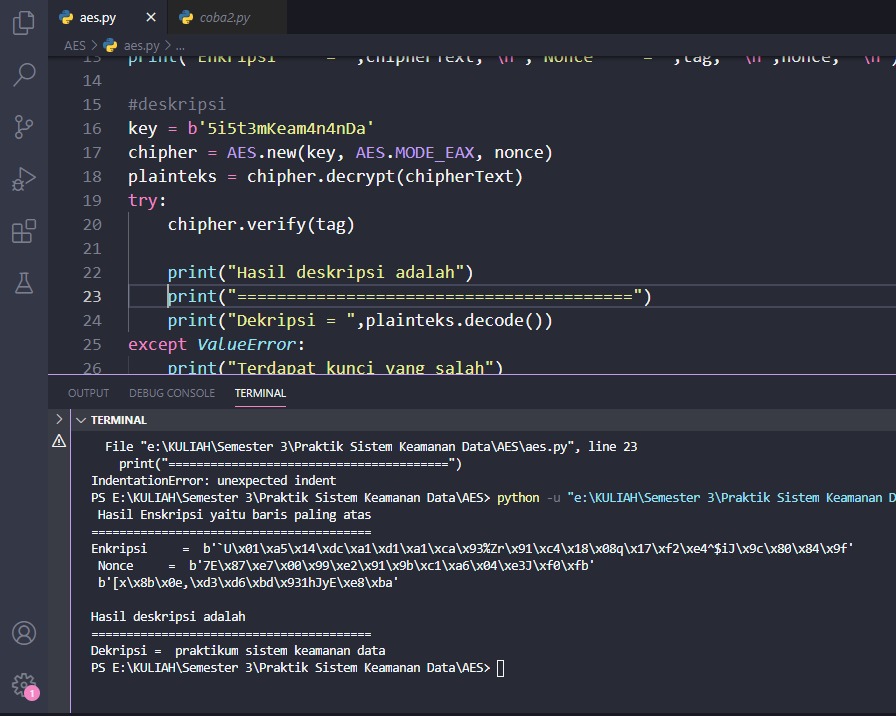 aes.py
coba2.py
AES > aes.py > ...
13 print(" Enkripsi = ",chipherText, "\n", "Nonce = ",tag, "\n",nonce, "\n")
14
15 #deskripsi
16 key = b'5i5t3mKeam4n4nDa'
17 chipher = AES.new(key, AES.MODE_EAX, nonce)
18 plainteks = chipher.decrypt(chipherText)
19 try:
20 chipher.verify(tag)
21
22 print("Hasil deskripsi adalah")
23 print("========================================")
24 print("Dekripsi = ",plainteks.decode())
25 except ValueError:
26 print("Terdapat kunci yang salah")
OUTPUT DEBUG CONSOLE TERMINAL
TERMINAL
File "e:\KULIAH\Semester 3\Praktik Sistem Keamanan Data\AES\aes.py", line 23
print("========================================")
IndentationError: unexpected indent
PS E:\KULIAH\Semester 3\Praktik Sistem Keamanan Data\AES> python -u "e:\KULIAH\Semester 3\Praktik Sistem Keamanan D
Hasil Enskripsi yaitu baris paling atas
========================================
Enkripsi = b'`U\x01\xa5\x14\xdc\xa1\xd1\xa1\xca\x93%Zr\x91\xc4\x18\x08q\x17\xf2\xe4^$iJ\x9c\x80\x84\x9f'
Nonce = b'7E\x87\xe7\x00\x99\xe2\x91\x9b\xc1\xa6\x04\xe3J\xf0\xfb'
b'[x\x8b\x0e,\xd3\xd6\xbd\x931hJyE\xe8\xba'
Hasil deskripsi adalah
========================================
Dekripsi = praktikum sistem keamanan data
PS E:\KULIAH\Semester 3\Praktik Sistem Keamanan Data\AES>
1